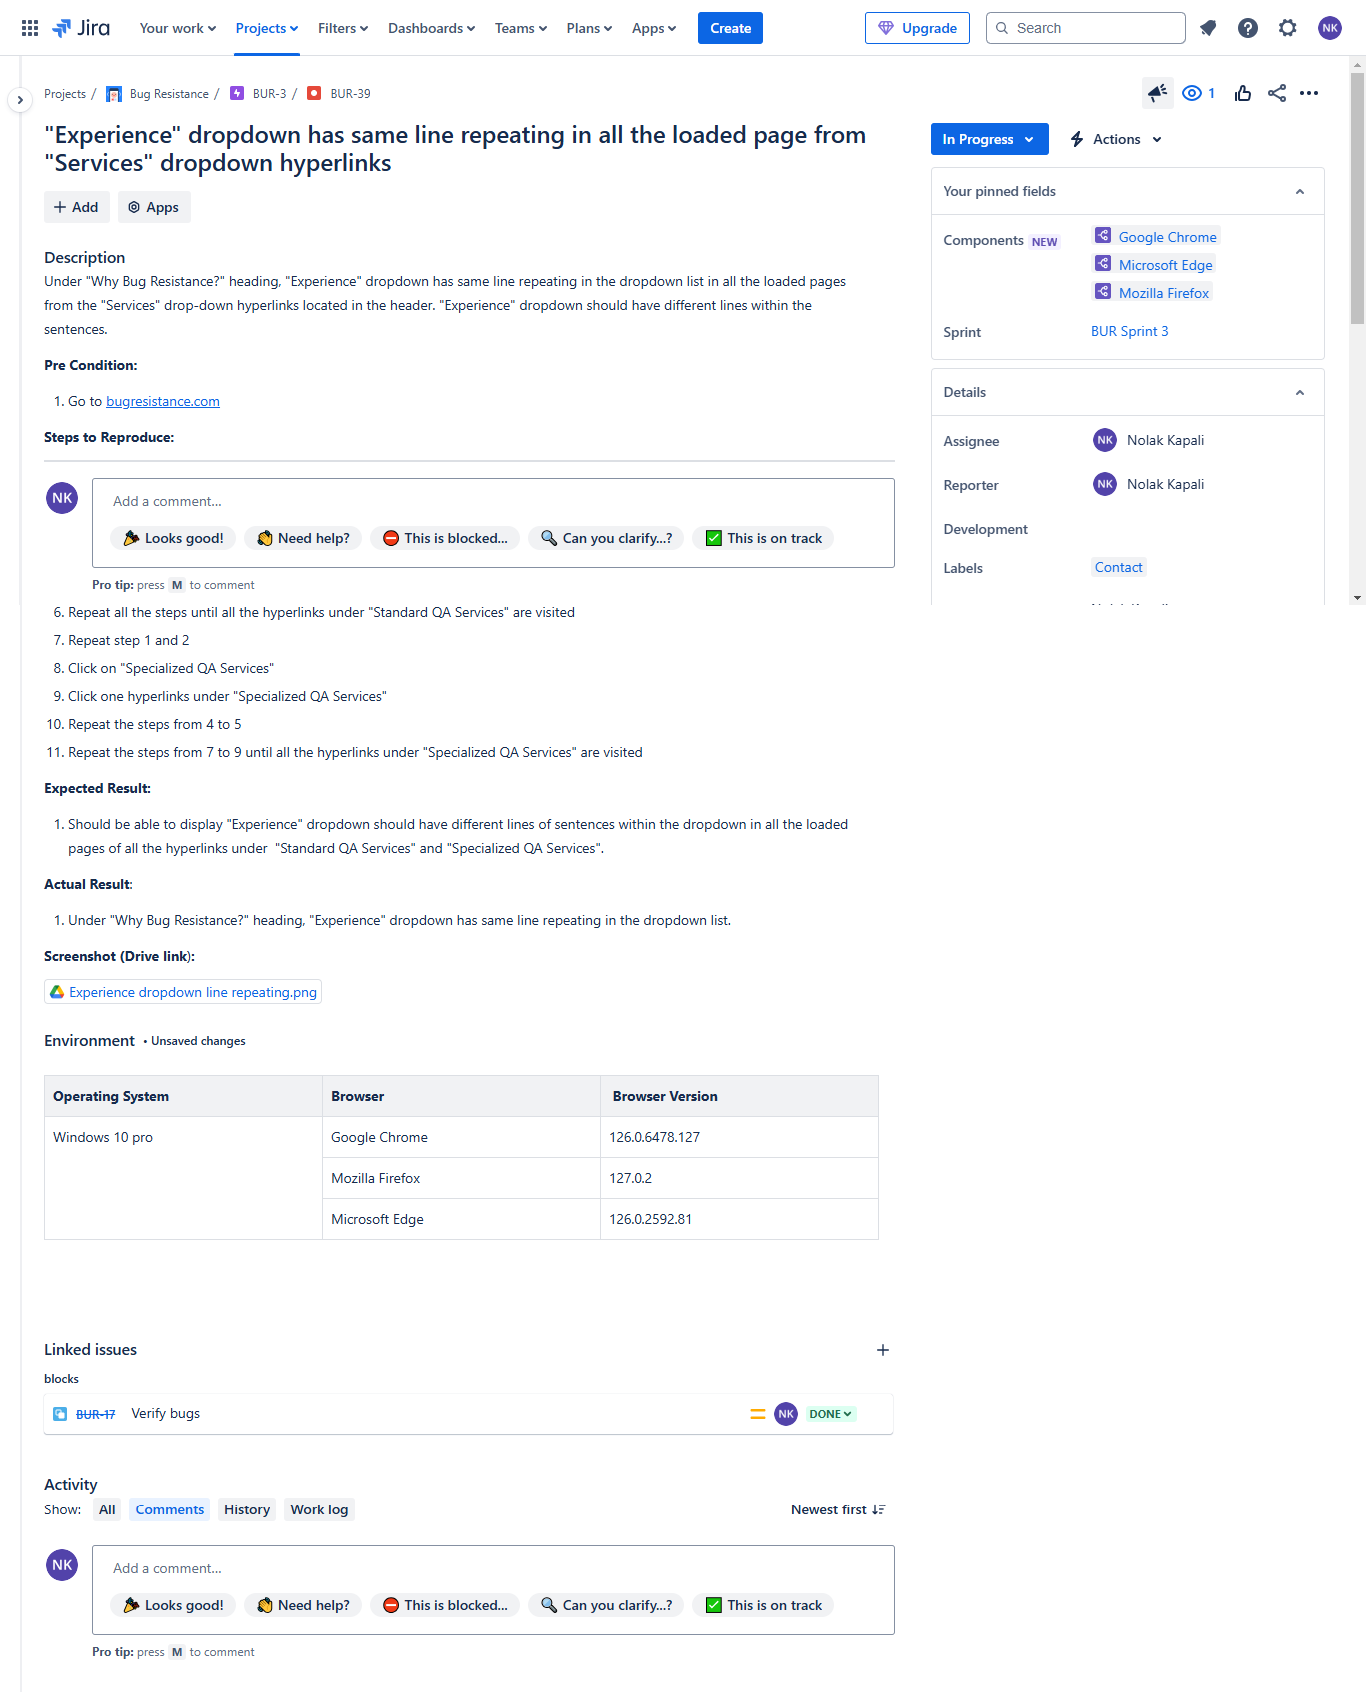 Jira Your work Projects Filters Dashboards Teams Plans Apps Create Upgrade Search NK
Projects / Bug Resistance / BUR-3 / BUR-39 1
"Experience" dropdown has same line repeating in all the loaded page from
"Services" dropdown hyperlinks
Add Apps
Description
Under "Why Bug Resistance?" heading, "Experience" dropdown has same line repeating in the dropdown list in all the loaded pages
from the "Services" drop-down hyperlinks located in the header. "Experience" dropdown should have different lines within the
sentences.
Pre Condition:
1. Go to bugresistance.com
Steps to Reproduce:
NK Add a comment...
Looks good! Need help? This is blocked... Can you clarify...? This is on track
Pro tip: press M to comment
6. Repeat all the steps until all the hyperlinks under "Standard QA Services" are visited
7. Repeat step 1 and 2
8. Click on "Specialized QA Services"
9. Click one hyperlinks under "Specialized QA Services"
10. Repeat the steps from 4 to 5
11. Repeat the steps from 7 to 9 until all the hyperlinks under "Specialized QA Services" are visited
Expected Result:
1. Should be able to display "Experience" dropdown should have different lines of sentences within the dropdown in all the loaded
pages of all the hyperlinks under "Standard QA Services" and "Specialized QA Services".
Actual Result:
1. Under "Why Bug Resistance?" heading, "Experience" dropdown has same line repeating in the dropdown list.
Screenshot (Drive link):
Experience dropdown line repeating.png
Environment • Unsaved changes
Operating System Browser Browser Version
Windows 10 pro Google Chrome 126.0.6478.127
Mozilla Firefox 127.0.2
Microsoft Edge 126.0.2592.81
Linked issues
blocks
BUR-17 Verify bugs NK DONE
Activity
Show: All Comments History Work log Newest first
NK Add a comment...
Looks good! Need help? This is blocked... Can you clarify...? This is on track
Pro tip: press M to comment
In Progress Actions
Your pinned fields
Components NEW Google Chrome
Microsoft Edge
Mozilla Firefox
Sprint BUR Sprint 3
Details
Assignee NK Nolak Kapali
Reporter NK Nolak Kapali
Development
Labels Contact